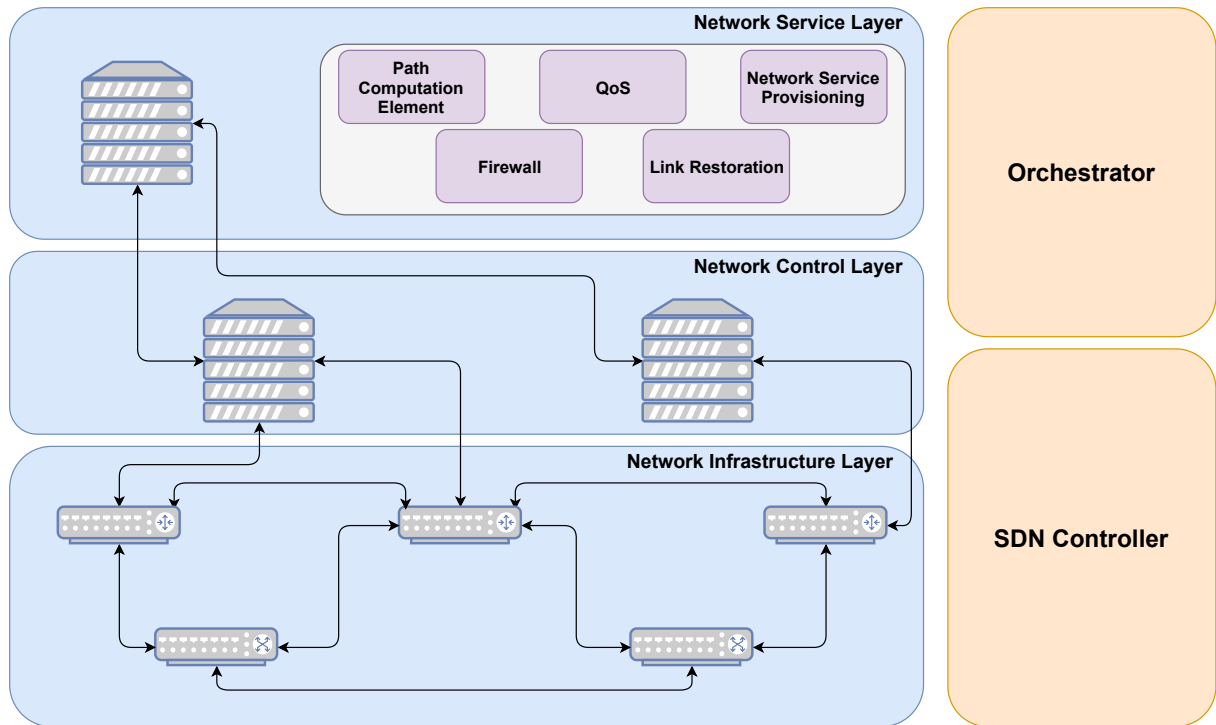 Network Service Layer
Path
Computation
Element
QoS
Network Service
Provisioning
Firewall
Link Restoration
Orchestrator
Network Control Layer
Network Infrastructure Layer
SDN Controller